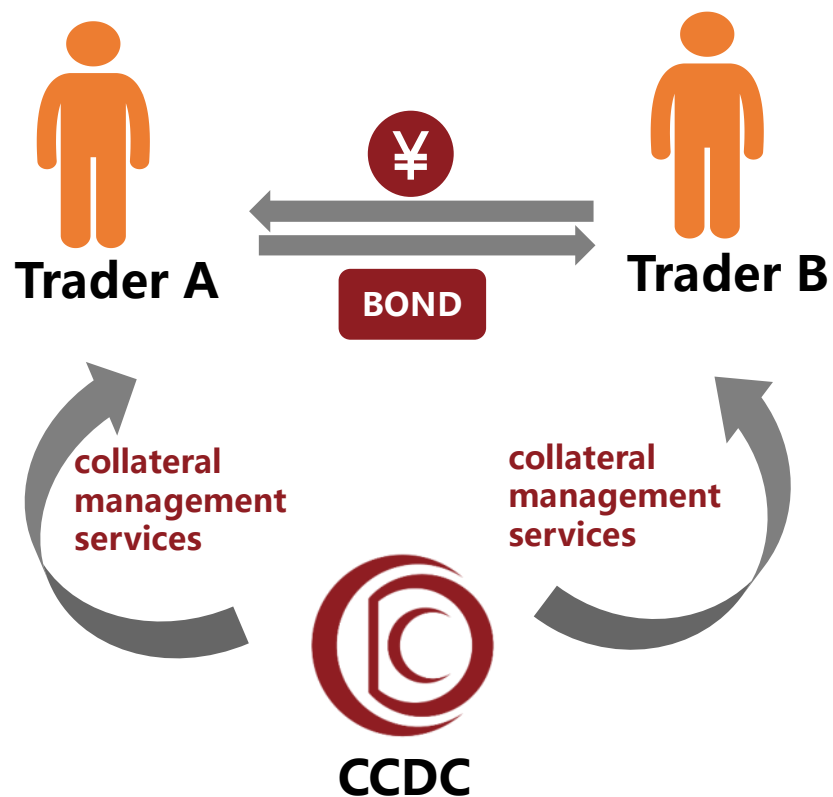 ¥
Trader A
Trader B
BOND
collateral
management
services
collateral
management
services
CCDC